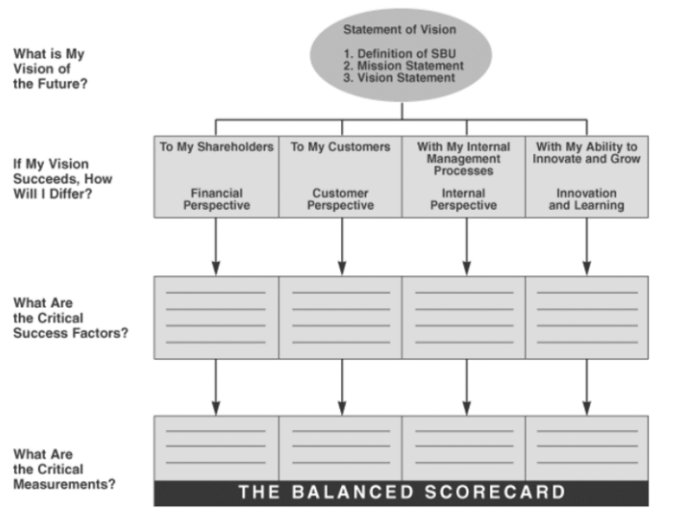 Statement of Vision
1. Definition of SBU
2. Mission Statement
3. Vision Statement
What is My
Vision of
the Future?
If My Vision
Succeeds, How
Will I Differ?
To My Shareholders
Financial
Perspective
To My Customers
Customer
Perspective
With My Internal
Management
Processes
Internal
Perspective
With My Ability to
Innovate and Grow
Innovation
and Learning
What Are
the Critical
Success Factors?
What Are
the Critical
Measurements?
THE BALANCED SCORECARD